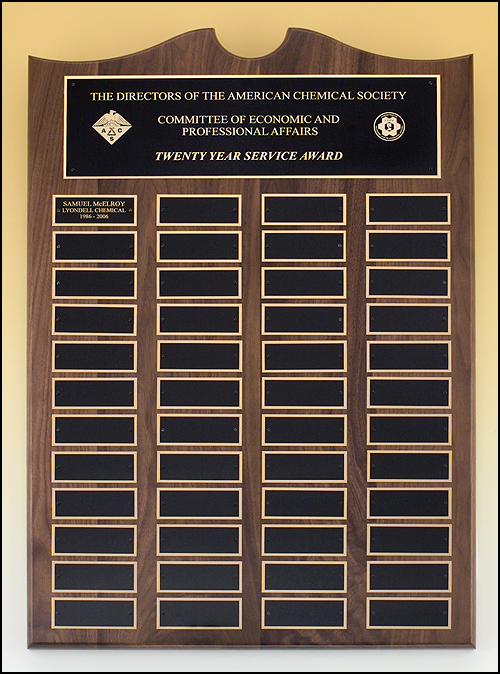 THE DIRECTORS OF THE AMERICAN CHEMICAL SOCIETY
COMMITTEE OF ECONOMIC AND
PROFESSIONAL AFFAIRS
TWENTY YEAR SERVICE AWARD
A C
S
SAMUEL McELROY
LYONDELL CHEMICAL
1986 - 2006